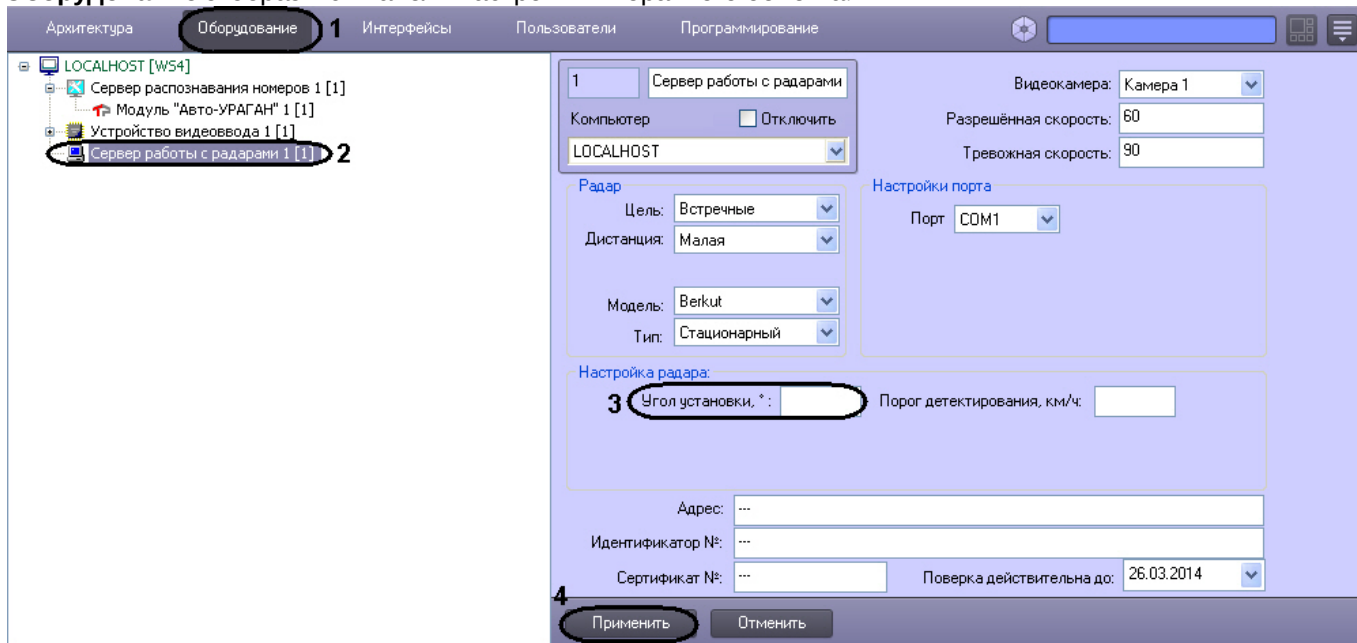 Архитектура Оборудование 1 Интерфейсы Пользователи Программирование
LOCALHOST [WS4]
Сервер распознавания номеров 1 [1]
Модуль "Авто-УРАГАН" 1 [1]
Устройство видеоввода 1 [1]
Сервер работы с радарами 1 [1] 2
1 Сервер работы с радарами
Компьютер Отключить
LOCALHOST
Видеокамера: Камера 1
Разрешённая скорость: 60
Тревожная скорость: 90
Радар
Цель: Встречные
Дистанция: Малая
Модель: Berkut
Тип: Стационарный
Настройки порта
Порт COM1
Настройка радара:
3 Угол установки, ° : Порог детектирования, км/ч:
Адрес: ---
Идентификатор №: ---
Сертификат №: --- Поверка действительна до: 26.03.2014
4
Применить Отменить